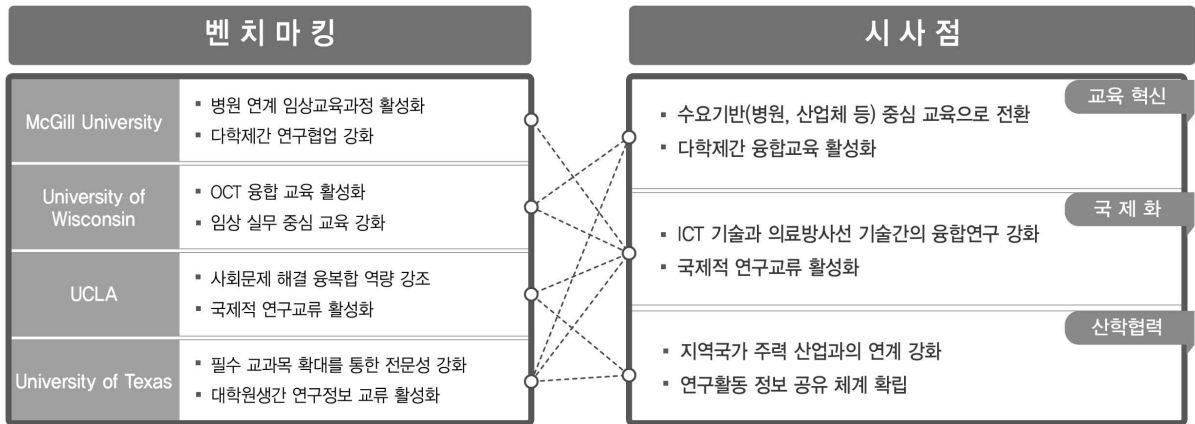 벤치마킹
McGill University
▪ 병원 연계 임상교육과정 활성화
▪ 다학제간 연구협업 강화
University of
Wisconsin
▪ OCT 융합 교육 활성화
▪ 임상 실무 중심 교육 강화
UCLA
▪ 사회문제 해결 융복합 역량 강조
▪ 국제적 연구교류 활성화
University of Texas
▪ 필수 교과목 확대를 통한 전문성 강화
▪ 대학원생간 연구정보 교류 활성화
시사점
교육 혁신
▪ 수요기반(병원, 산업체 등) 중심 교육으로 전환
▪ 다학제간 융합교육 활성화
국제화
▪ ICT 기술과 의료방사선 기술간의 융합연구 강화
▪ 국제적 연구교류 활성화
산학협력
▪ 지역국가 주력 산업과의 연계 강화
▪ 연구활동 정보 공유 체계 확립